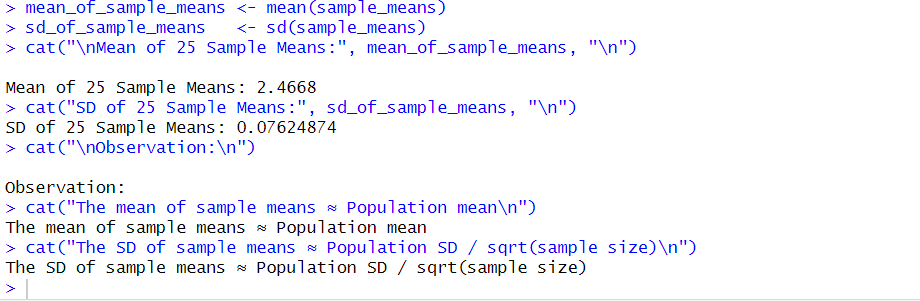 > mean_of_sample_means <- mean(sample_means)
> sd_of_sample_means   <- sd(sample_means)
> cat("\nMean of 25 Sample Means:", mean_of_sample_means, "\n")

Mean of 25 Sample Means: 2.4668
> cat("SD of 25 Sample Means:", sd_of_sample_means, "\n")
SD of 25 Sample Means: 0.07624874
> cat("\nObservation:\n")

Observation:
> cat("The mean of sample means ≈ Population mean\n")
The mean of sample means ≈ Population mean
> cat("The SD of sample means ≈ Population SD / sqrt(sample size)\n")
The SD of sample means ≈ Population SD / sqrt(sample size)
>